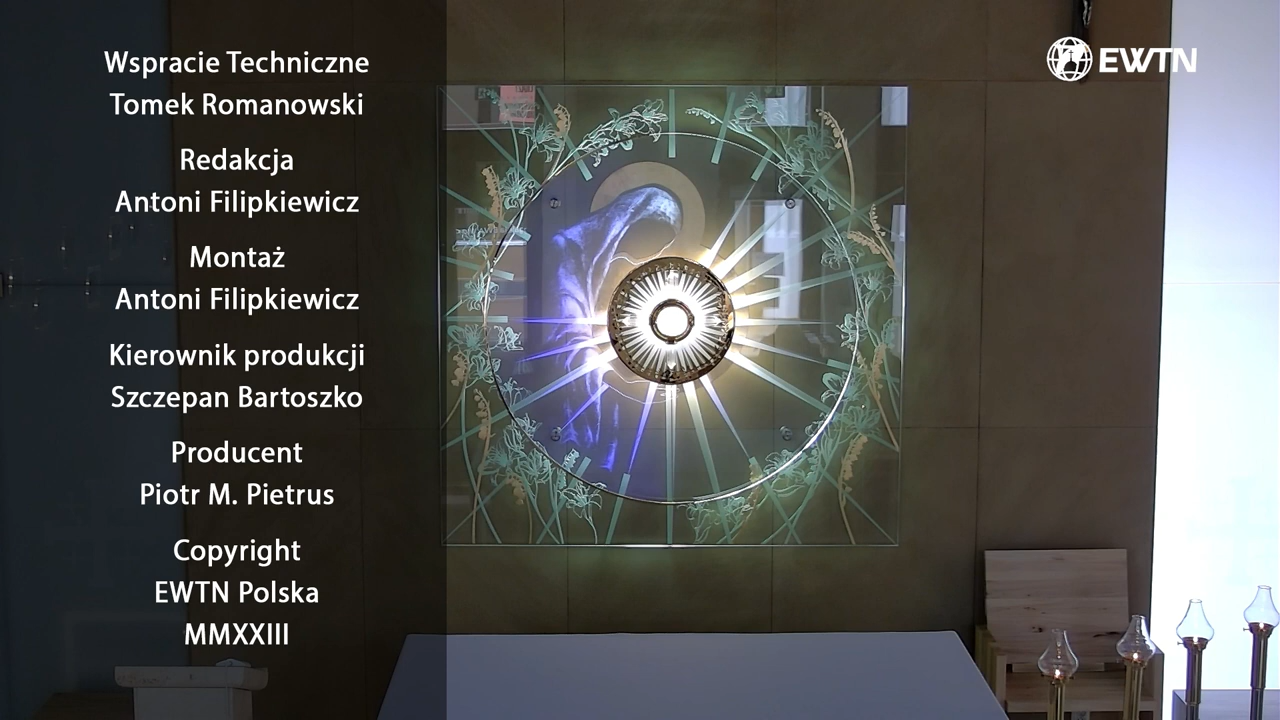 Wspracie Techniczne
Tomek Romanowski
Redakcja
Antoni Filipkiewicz
Montaż
Antoni Filipkiewicz
Kierownik produkcji
Szczepan Bartoszko
Producent
Piotr M. Pietrus
Copyright
EWTN Polska
MMXXIII
EWTN